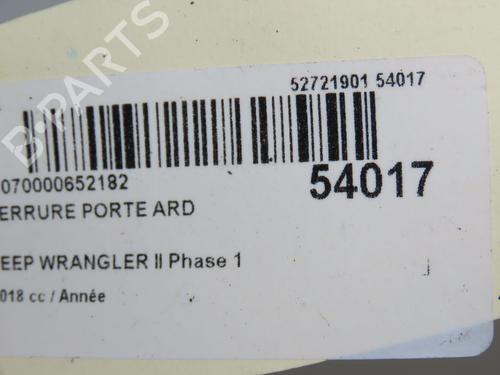 52721901 54017
070000652182
54017
ERRURE PORTE ARD
EEP WRANGLER II Phase 1
018 cc / Année
B-PARTS